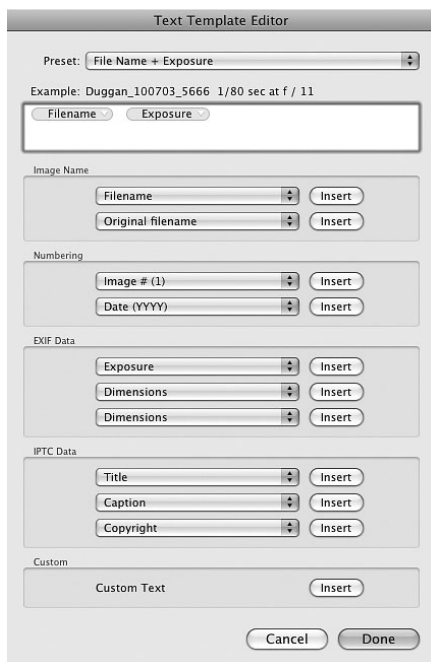 Text Template Editor
Preset: File Name + Exposure
Example: Duggan_100703_5666 1/80 sec at f / 11
Filename Exposure
Image Name
Filename Insert
Original filename Insert
Numbering
Image # (1) Insert
Date (YYYY) Insert
EXIF Data
Exposure Insert
Dimensions Insert
Dimensions Insert
IPTC Data
Title Insert
Caption Insert
Copyright Insert
Custom
Custom Text Insert
Cancel Done